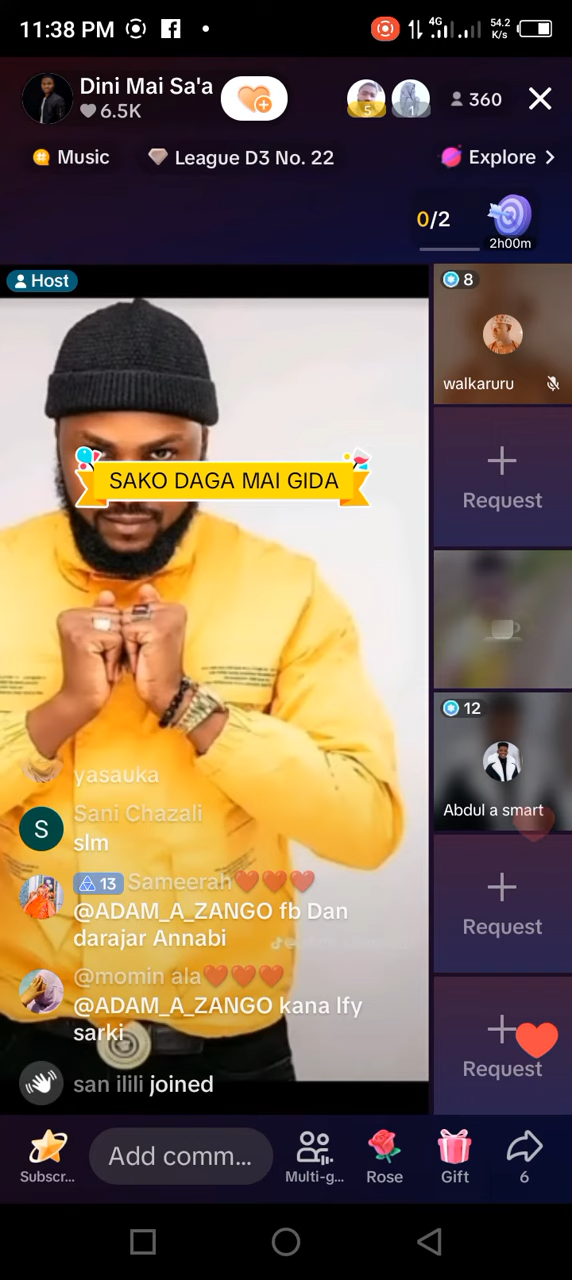 11:38 PM
4G
54.2
K/s
Dini Mai Sa'a
6.5K
5
1
360
Music
League D3 No. 22
Explore
0/2
2h00m
Host
8
walkaruru
SAKO DAGA MAI GIDA
Request
12
Abdul a smart
yasauka
Sani Chazali
S
slm
13 Sameerah❤️❤️❤️
@ADAM_A_ZANGO fb Dan
darajar Annabi
@momin ala❤️❤️❤️
@ADAM_A_ZANGO kana lfy
sarki
san ilili joined
Request
Request
Subscr...
Add comm...
Multi-g...
Rose
Gift
6